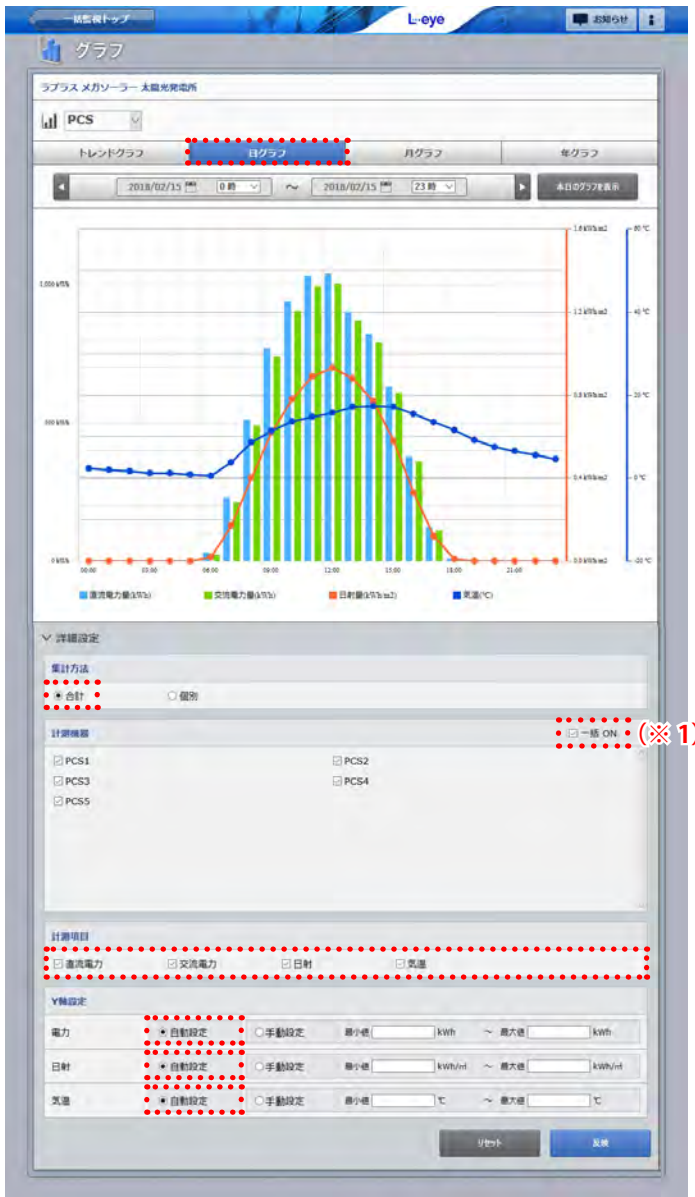 一括監視トップ L·eye お知らせ i
グラフ
ラプラス メガソーラー 太陽光発電所
PCS
トレンドグラフ 日グラフ 月グラフ 年グラフ
2018/02/15 0 時 ～ 2018/02/15 23 時 本日のグラフを表示
1.6 kWh/m2 60 ℃
1,000 kWh 1.2 kWh/m2 40 ℃
0.8 kWh/m2 20 ℃
500 kWh
0.4 kWh/m2 0 ℃
0 kWh 0.0 kWh/m2 -20 ℃
00:00 03:00 06:00 09:00 12:00 15:00 18:00 21:00
直流電力量(kWh) 交流電力量(kWh) 日射量(kWh/m2) 気温(℃)
詳細設定
集計方法
合計 個別
計測機器 一括 ON (※ 1)
PCS1 PCS2
PCS3 PCS4
PCS5
計測項目
直流電力 交流電力 日射 気温
Y軸設定
電力 自動設定 手動設定 最小値 kWh ～ 最大値 kWh
日射 自動設定 手動設定 最小値 kWh/㎡ ～ 最大値 kWh/㎡
気温 自動設定 手動設定 最小値 ℃ ～ 最大値 ℃
リセット 反映